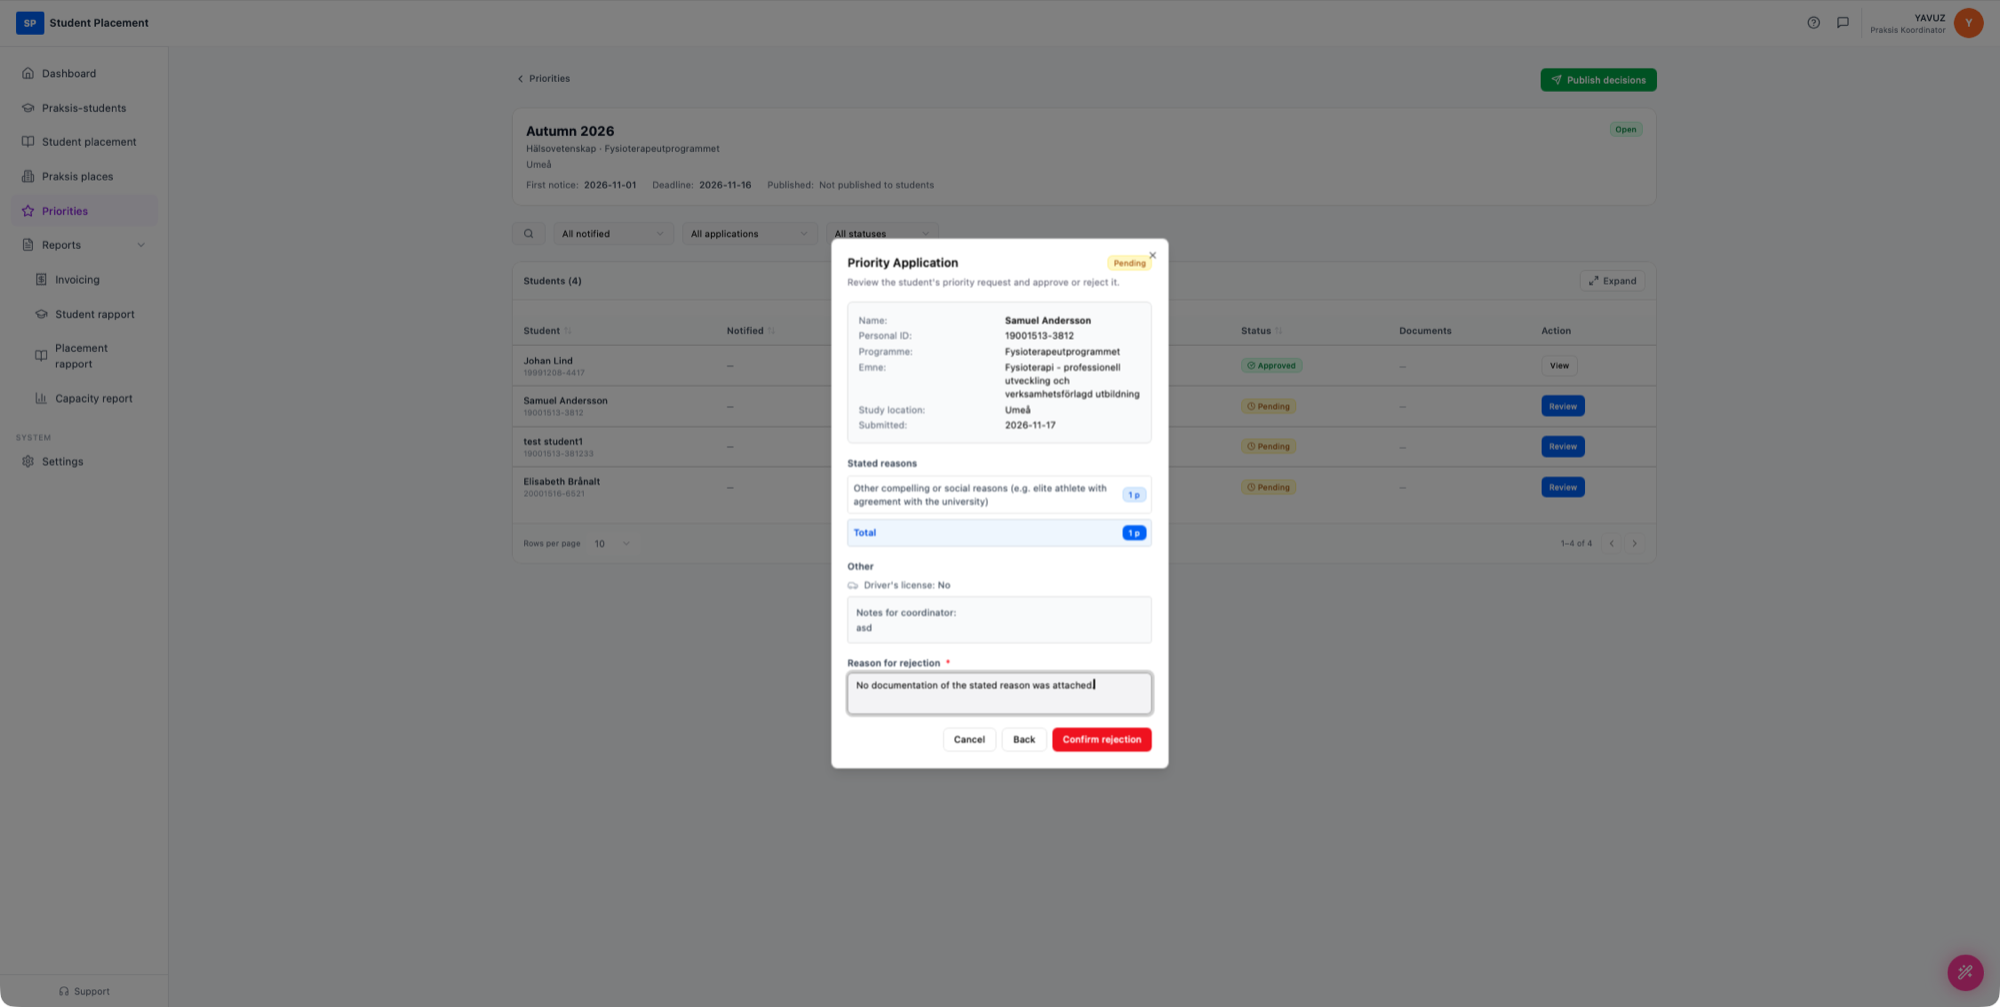 SP Student Placement
YAVUZ
Praksis Koordinator
Y
Dashboard
Praksis-students
Student placement
Praksis places
Priorities
Reports
Invoicing
Student rapport
Placement
rapport
Capacity report
SYSTEM
Settings
Support
Priorities
Publish decisions
Autumn 2026
Open
Hälsovetenskap · Fysioterapeutprogrammet
Umeå
First notice: 2026-11-01 Deadline: 2026-11-16 Published: Not published to students
All notified All applications All statuses
Students (4)
Expand
Student Notified Status Documents Action
Johan Lind
19991208-4417
— Approved — View
Samuel Andersson
19001513-3812
— Pending — Review
test student1
19001513-381233
— Pending — Review
Elisabeth Brånalt
20001516-6521
— Pending — Review
Rows per page 10
1–4 of 4
Priority Application
Pending
Review the student's priority request and approve or reject it.
Name: Samuel Andersson
Personal ID: 19001513-3812
Programme: Fysioterapeutprogrammet
Emne: Fysioterapi - professionell
utveckling och
verksamhetsförlagd utbildning
Study location: Umeå
Submitted: 2026-11-17
Stated reasons
Other compelling or social reasons (e.g. elite athlete with
agreement with the university)
1 p
Total 1 p
Other
Driver's license: No
Notes for coordinator:
asd
Reason for rejection *
No documentation of the stated reason was attached
Cancel Back Confirm rejection